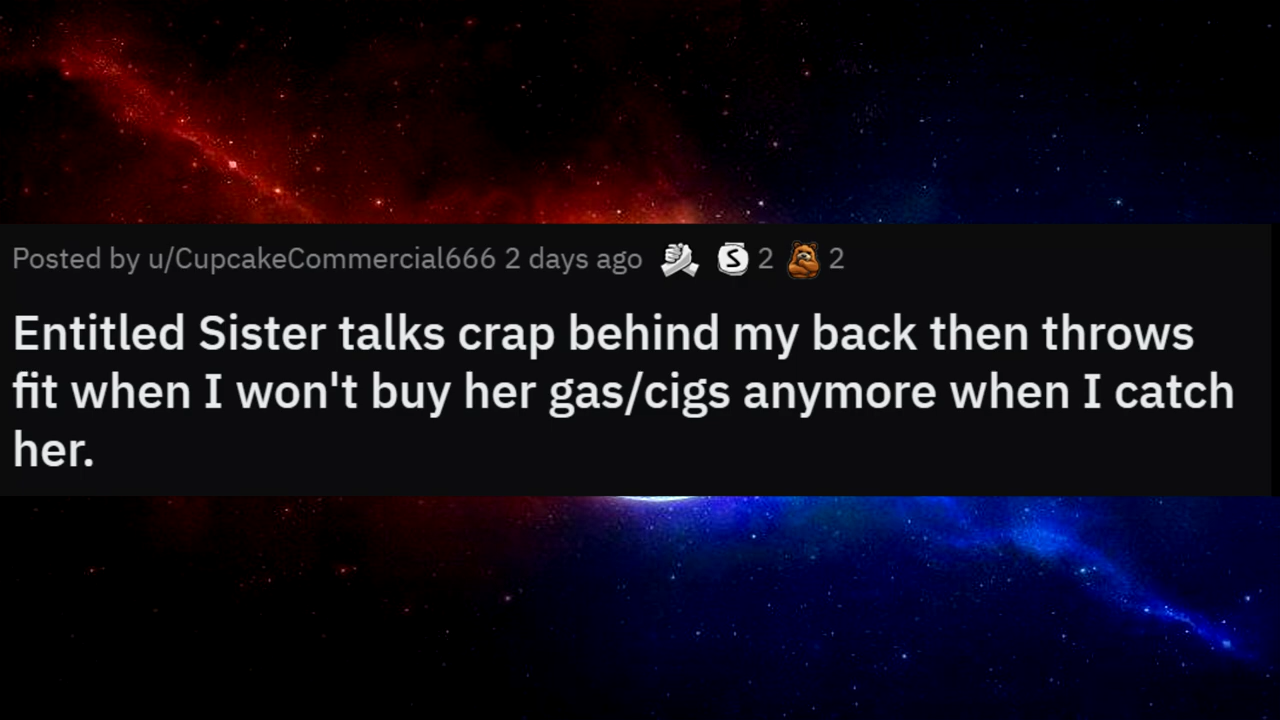 Posted by u/CupcakeCommercial666 2 days ago S 2 2
Entitled Sister talks crap behind my back then throws
fit when I won't buy her gas/cigs anymore when I catch
her.